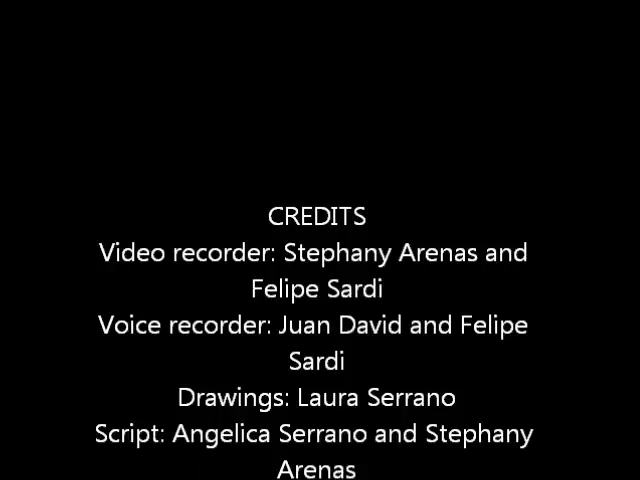 CREDITS
Video recorder: Stephany Arenas and
Felipe Sardi
Voice recorder: Juan David and Felipe
Sardi
Drawings: Laura Serrano
Script: Angelica Serrano and Stephany
Arenas